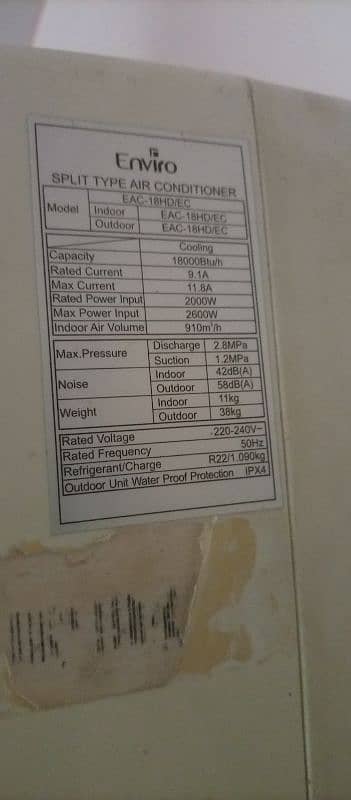 Enviro
SPLIT TYPE AIR CONDITIONER
Model EAC-18HD/EC
Indoor EAC-18HD/EC
Outdoor EAC-18HD/EC
Cooling
Capacity 18000Btu/h
Rated Current 9.1A
Max Current 11.8A
Rated Power Input 2000W
Max Power Input 2600W
Indoor Air Volume 910m³/h
Max.Pressure Discharge 2.8MPa
Suction 1.2MPa
Noise Indoor 42dB(A)
Outdoor 58dB(A)
Weight Indoor 11kg
Outdoor 38kg
Rated Voltage 220-240V~
Rated Frequency 50Hz
Refrigerant/Charge R22/1.090kg
Outdoor Unit Water Proof Protection IPX4